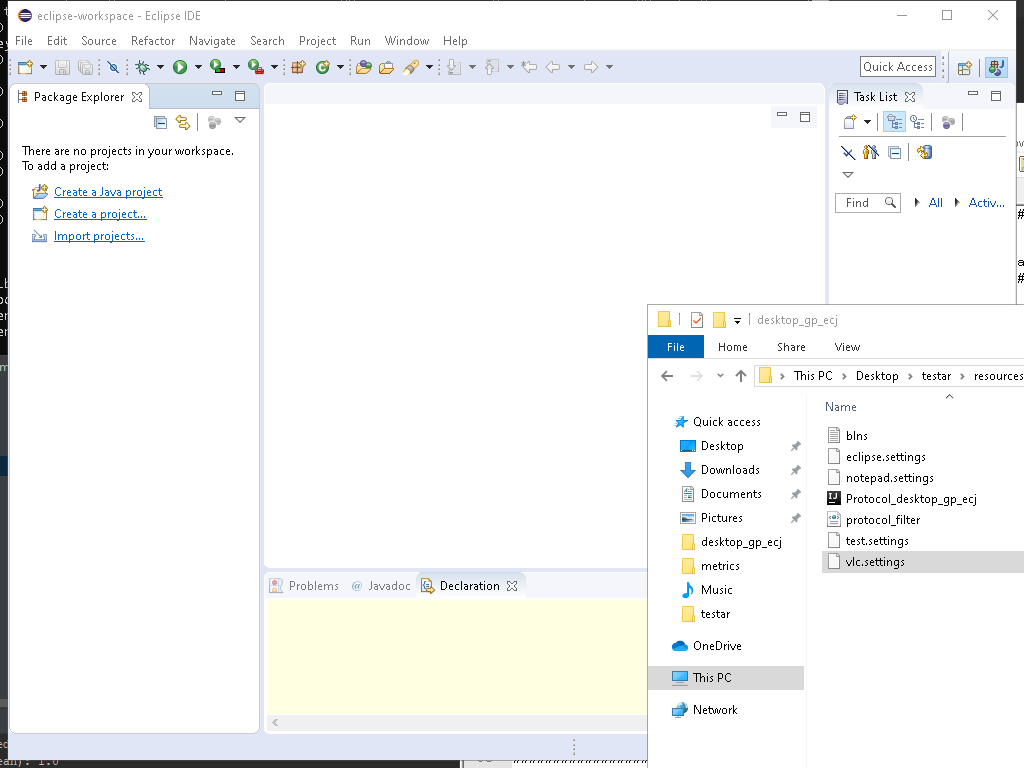 eclipse-workspace - Eclipse IDE
File Edit Source Refactor Navigate Search Project Run Window Help
Quick Access
Package Explorer
Task List
There are no projects in your workspace.
To add a project:
Create a Java project
Create a project...
Import projects...
Find
All
Activ...
Problems
@ Javadoc
Declaration
desktop_gp_ecj
File Home Share View
This PC > Desktop > testar > resources
Name
Quick access
Desktop
Downloads
Documents
Pictures
desktop_gp_ecj
metrics
Music
testar
OneDrive
This PC
Network
blns
eclipse.settings
notepad.settings
Protocol_desktop_gp_ecj
protocol_filter
test.settings
vlc.settings